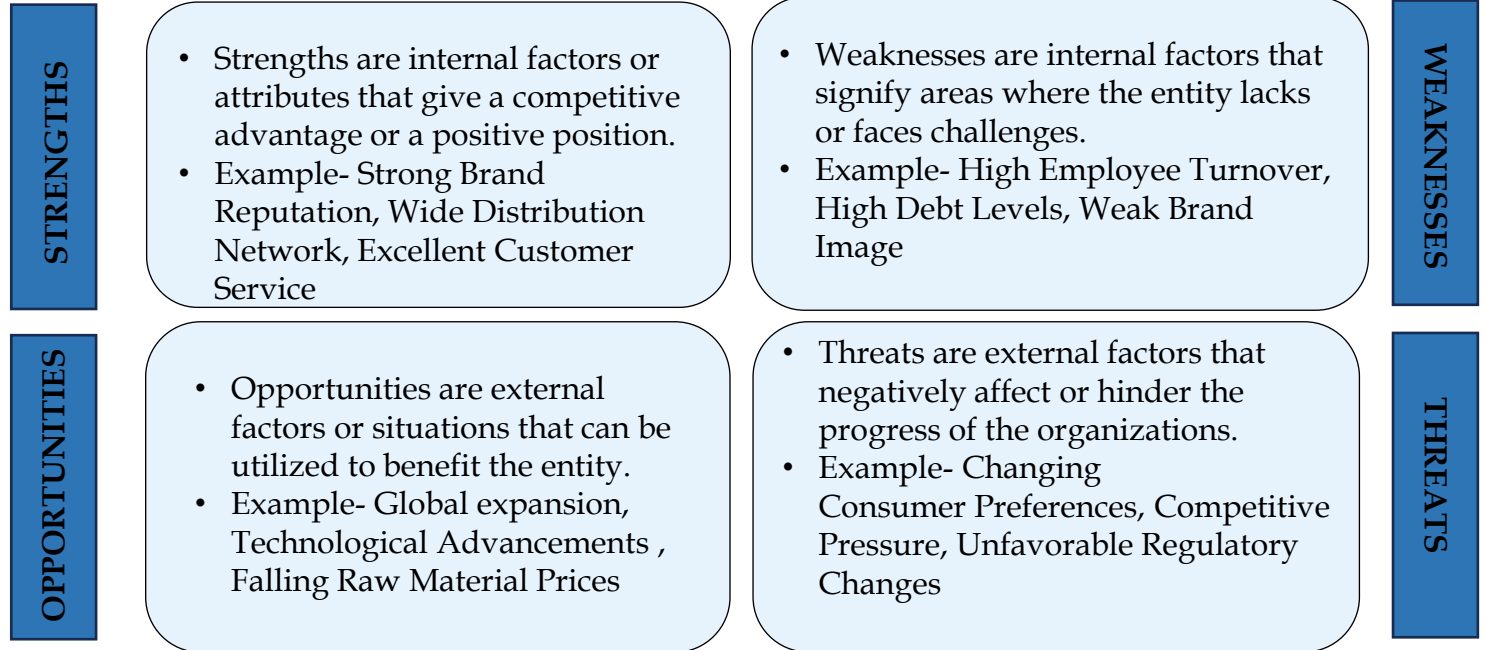 STRENGTHS
• Strengths are internal factors or
attributes that give a competitive
advantage or a positive position.
• Example- Strong Brand
Reputation, Wide Distribution
Network, Excellent Customer
Service
• Weaknesses are internal factors that
signify areas where the entity lacks
or faces challenges.
• Example- High Employee Turnover,
High Debt Levels, Weak Brand
Image
WEAKNESSES
OPPORTUNITIES
• Opportunities are external
factors or situations that can be
utilized to benefit the entity.
• Example- Global expansion,
Technological Advancements ,
Falling Raw Material Prices
• Threats are external factors that
negatively affect or hinder the
progress of the organizations.
• Example- Changing
Consumer Preferences, Competitive
Pressure, Unfavorable Regulatory
Changes
THREATS